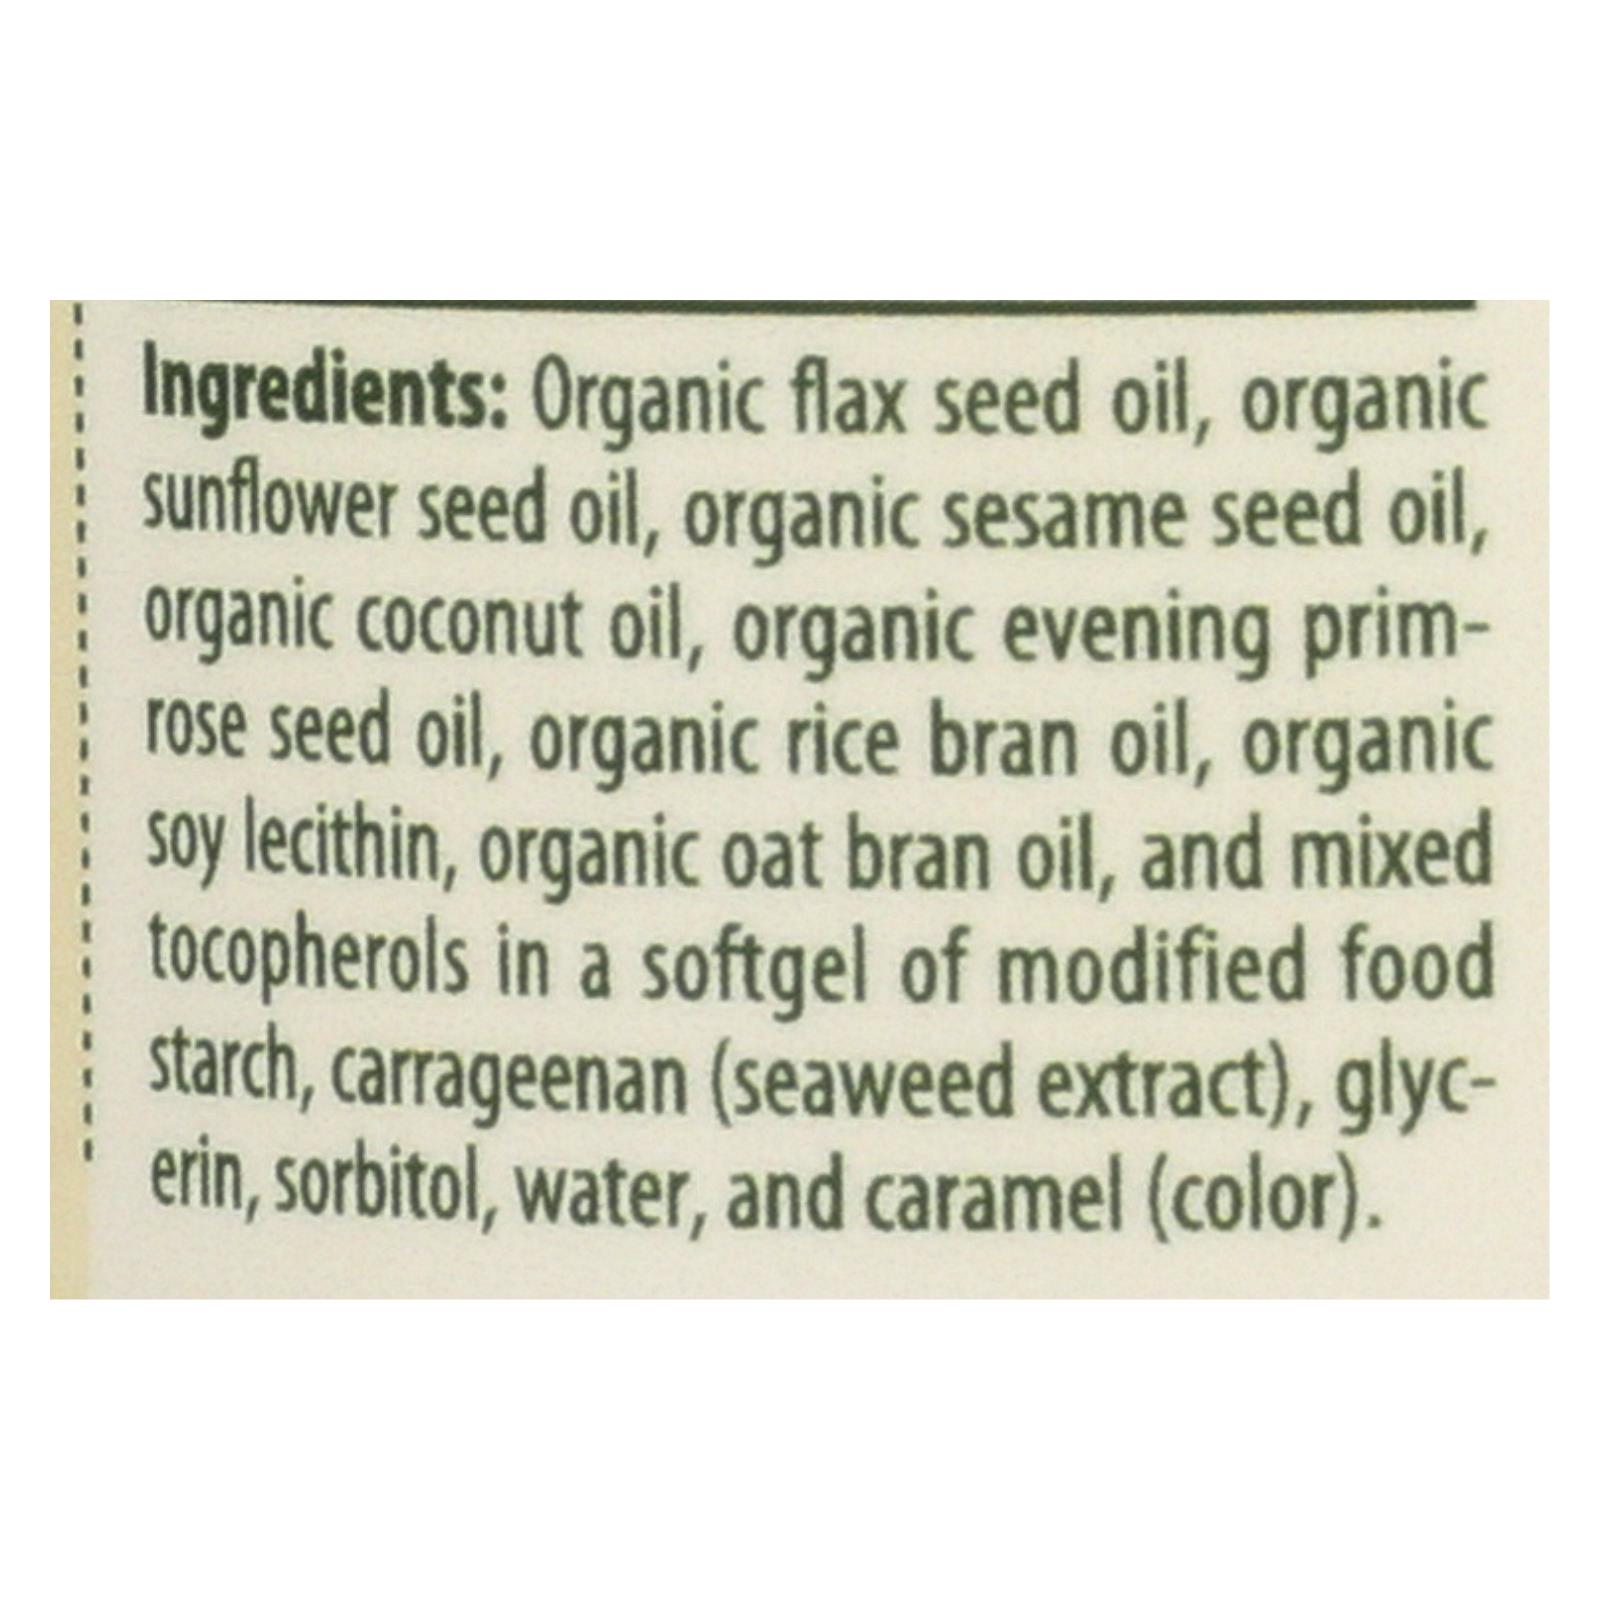 Ingredients: Organic flax seed oil, organic
sunflower seed oil, organic sesame seed oil,
organic coconut oil, organic evening prim-
rose seed oil, organic rice bran oil, organic
soy lecithin, organic oat bran oil, and mixed
tocopherols in a softgel of modified food
starch, carrageenan (seaweed extract), glyc-
erin, sorbitol, water, and caramel (color).